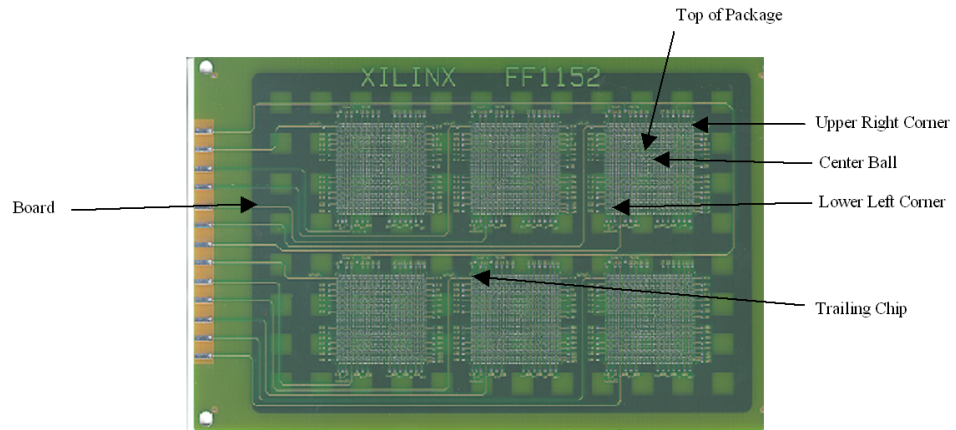 Top of Package
XILINX FF1152
Upper Right Corner
Center Ball
Board
Lower Left Corner
Trailing Chip